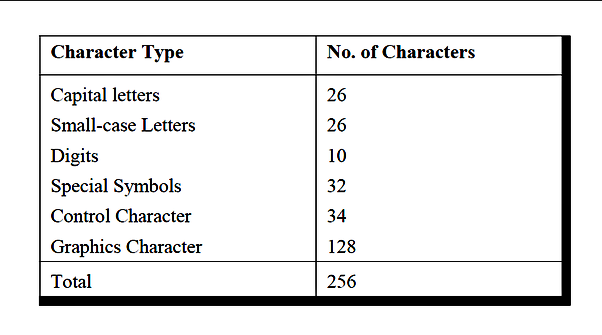 Character Type No. of Characters
Capital letters 26
Small-case Letters 26
Digits 10
Special Symbols 32
Control Character 34
Graphics Character 128
Total 256